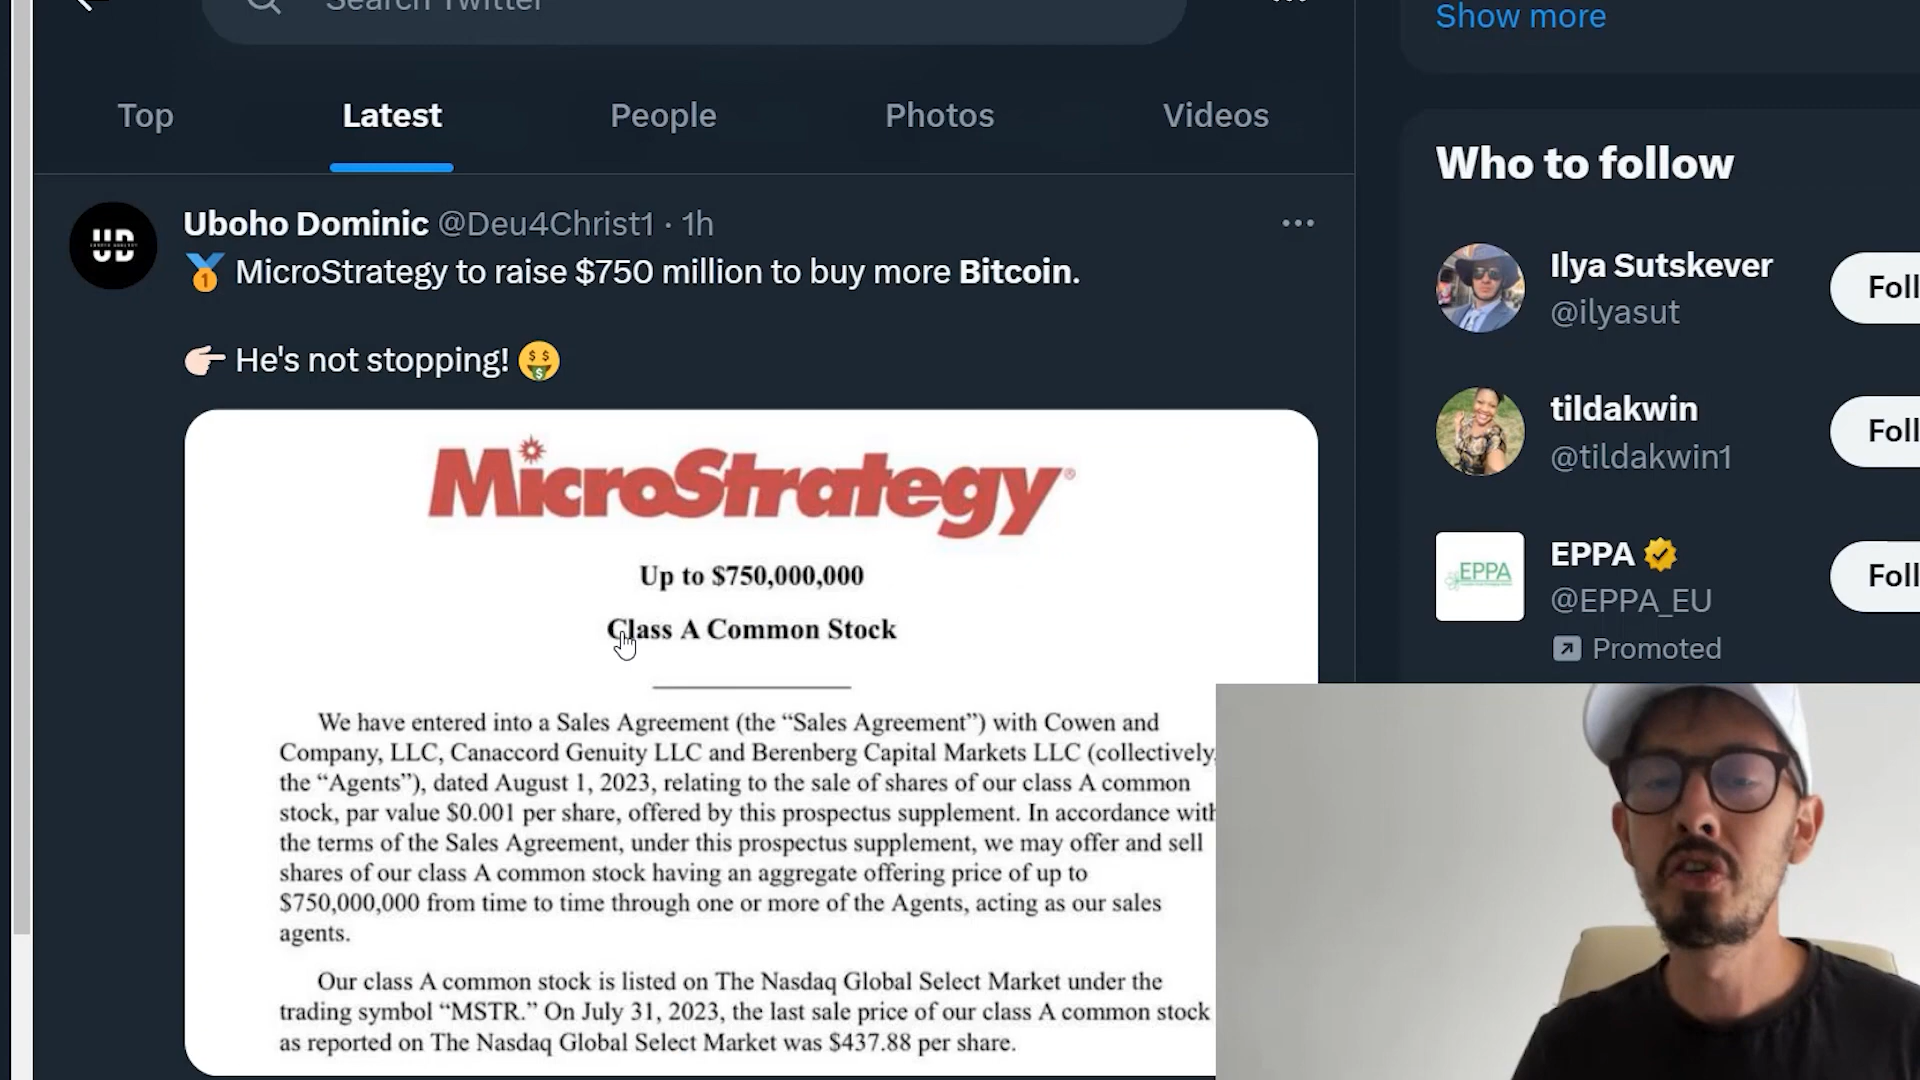 Search Twitter
Show more
Top
Latest
People
Photos
Videos
Who to follow
UD
Uboho Dominic @Deu4Christ1 · 1h
🥇 MicroStrategy to raise $750 million to buy more Bitcoin.
👉🏻 He's not stopping! 🤑
MicroStrategy®
Up to $750,000,000
Class A Common Stock
We have entered into a Sales Agreement (the “Sales Agreement”) with Cowen and
Company, LLC, Canaccord Genuity LLC and Berenberg Capital Markets LLC (collectively,
the “Agents”), dated August 1, 2023, relating to the sale of shares of our class A common
stock, par value $0.001 per share, offered by this prospectus supplement. In accordance with
the terms of the Sales Agreement, under this prospectus supplement, we may offer and sell
shares of our class A common stock having an aggregate offering price of up to
$750,000,000 from time to time through one or more of the Agents, acting as our sales
agents.
Our class A common stock is listed on The Nasdaq Global Select Market under the
trading symbol “MSTR.” On July 31, 2023, the last sale price of our class A common stock
as reported on The Nasdaq Global Select Market was $437.88 per share.
Ilya Sutskever
@ilyasut
Foll
tildakwin
@tildakwin1
Foll
EPPA
EPPA
@EPPA_EU
Foll
Promoted